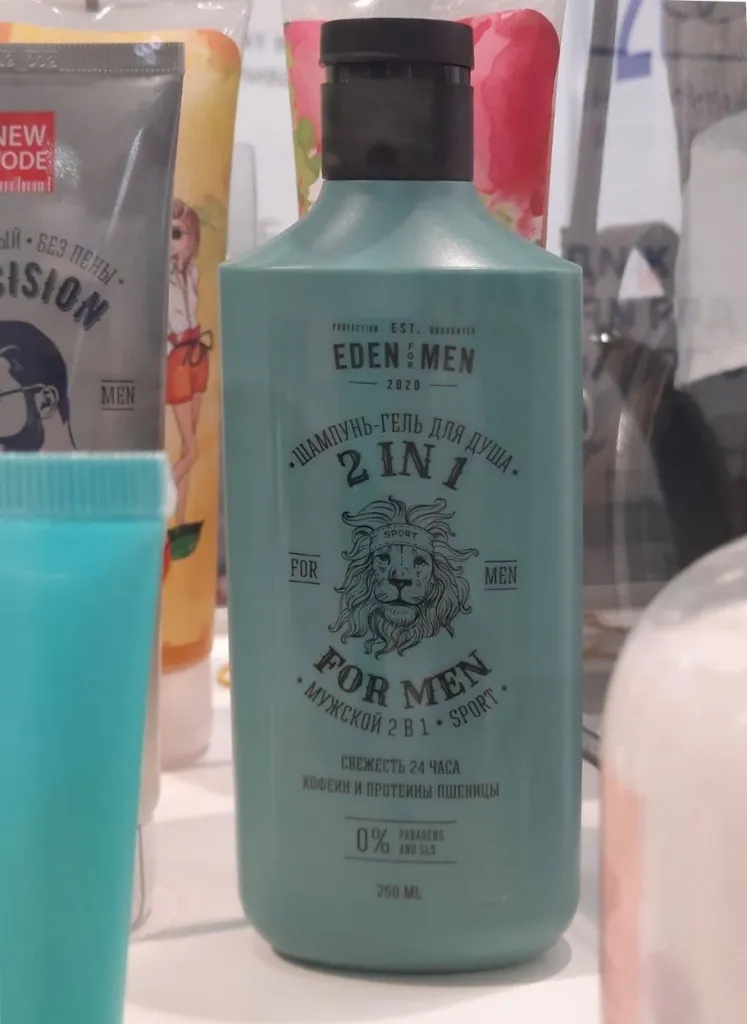 NEW
БЕЗ ПЕНЫ
MEN
PROTECTION EST. GUARANTEE
EDEN FOR MEN
2020
• ШАМПУНЬ-ГЕЛЬ ДЛЯ ДУША •
2 IN 1
SPORT
FOR
MEN
FOR MEN
• МУЖСКОЙ 2 В 1 • SPORT •
СВЕЖЕСТЬ 24 ЧАСА
КОФЕИН И ПРОТЕИНЫ ПШЕНИЦЫ
0% PARABENS
AND SLS
250 ML